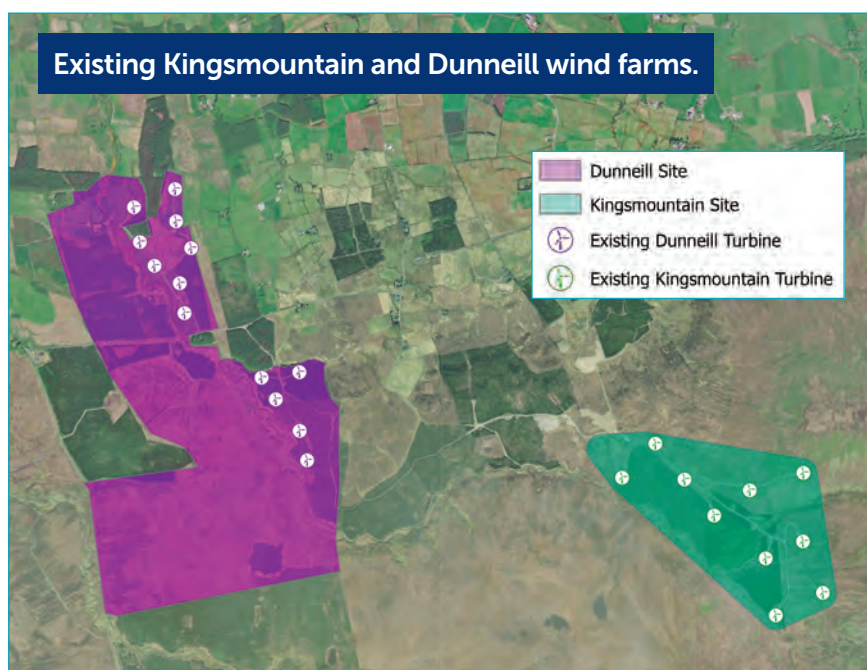 Existing Kingsmountain and Dunneill wind farms.
Dunneill Site
Kingsmountain Site
Existing Dunneill Turbine
Existing Kingsmountain Turbine